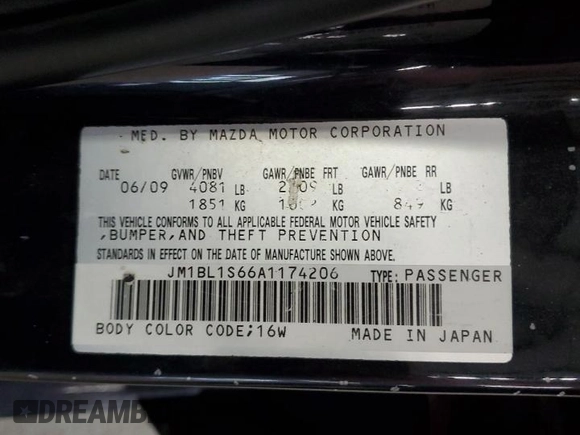 MFD. BY MAZDA MOTOR CORPORATION
DATE GVWR/PNBV GAWR/PNBE FRT GAWR/PNBE RR
06/09 4081 LB LB LB
1851 KG KG KG
THIS VEHICLE CONFORMS TO ALL APPLICABLE FEDERAL MOTOR VEHICLE SAFETY
,BUMPER,AND THEFT PREVENTION
STANDARDS IN EFFECT ON THE DATE OF MANUFACTURE SHOWN ABOVE.
JM1BL1S66A1174206 TYPE: PASSENGER
BODY COLOR CODE;16W MADE IN JAPAN